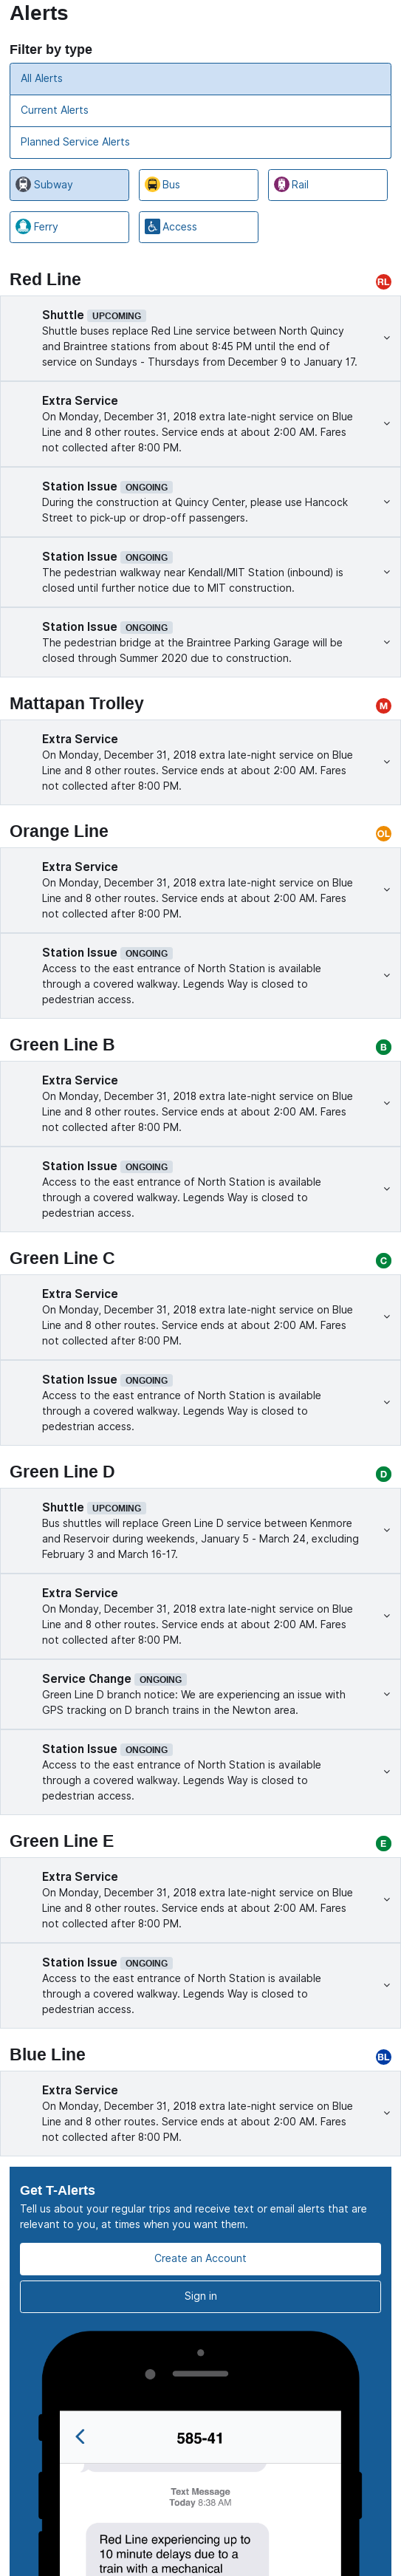 Alerts
Filter by type
All Alerts
Current Alerts
Planned Service Alerts
Subway
Bus
Rail
Ferry
Access
Red Line
RL
Shuttle UPCOMING
Shuttle buses replace Red Line service between North Quincy
and Braintree stations from about 8:45 PM until the end of
service on Sundays - Thursdays from December 9 to January 17.
Extra Service
On Monday, December 31, 2018 extra late-night service on Blue
Line and 8 other routes. Service ends at about 2:00 AM. Fares
not collected after 8:00 PM.
Station Issue ONGOING
During the construction at Quincy Center, please use Hancock
Street to pick-up or drop-off passengers.
Station Issue ONGOING
The pedestrian walkway near Kendall/MIT Station (inbound) is
closed until further notice due to MIT construction.
Station Issue ONGOING
The pedestrian bridge at the Braintree Parking Garage will be
closed through Summer 2020 due to construction.
Mattapan Trolley
M
Extra Service
On Monday, December 31, 2018 extra late-night service on Blue
Line and 8 other routes. Service ends at about 2:00 AM. Fares
not collected after 8:00 PM.
Orange Line
OL
Extra Service
On Monday, December 31, 2018 extra late-night service on Blue
Line and 8 other routes. Service ends at about 2:00 AM. Fares
not collected after 8:00 PM.
Station Issue ONGOING
Access to the east entrance of North Station is available
through a covered walkway. Legends Way is closed to
pedestrian access.
Green Line B
B
Extra Service
On Monday, December 31, 2018 extra late-night service on Blue
Line and 8 other routes. Service ends at about 2:00 AM. Fares
not collected after 8:00 PM.
Station Issue ONGOING
Access to the east entrance of North Station is available
through a covered walkway. Legends Way is closed to
pedestrian access.
Green Line C
C
Extra Service
On Monday, December 31, 2018 extra late-night service on Blue
Line and 8 other routes. Service ends at about 2:00 AM. Fares
not collected after 8:00 PM.
Station Issue ONGOING
Access to the east entrance of North Station is available
through a covered walkway. Legends Way is closed to
pedestrian access.
Green Line D
D
Shuttle UPCOMING
Bus shuttles will replace Green Line D service between Kenmore
and Reservoir during weekends, January 5 - March 24, excluding
February 3 and March 16-17.
Extra Service
On Monday, December 31, 2018 extra late-night service on Blue
Line and 8 other routes. Service ends at about 2:00 AM. Fares
not collected after 8:00 PM.
Service Change ONGOING
Green Line D branch notice: We are experiencing an issue with
GPS tracking on D branch trains in the Newton area.
Station Issue ONGOING
Access to the east entrance of North Station is available
through a covered walkway. Legends Way is closed to
pedestrian access.
Green Line E
E
Extra Service
On Monday, December 31, 2018 extra late-night service on Blue
Line and 8 other routes. Service ends at about 2:00 AM. Fares
not collected after 8:00 PM.
Station Issue ONGOING
Access to the east entrance of North Station is available
through a covered walkway. Legends Way is closed to
pedestrian access.
Blue Line
BL
Extra Service
On Monday, December 31, 2018 extra late-night service on Blue
Line and 8 other routes. Service ends at about 2:00 AM. Fares
not collected after 8:00 PM.
Get T-Alerts
Tell us about your regular trips and receive text or email alerts that are
relevant to you, at times when you want them.
Create an Account
Sign in
585-41
Text Message
Today 8:38 AM
Red Line experiencing up to
10 minute delays due to a
train with a mechanical